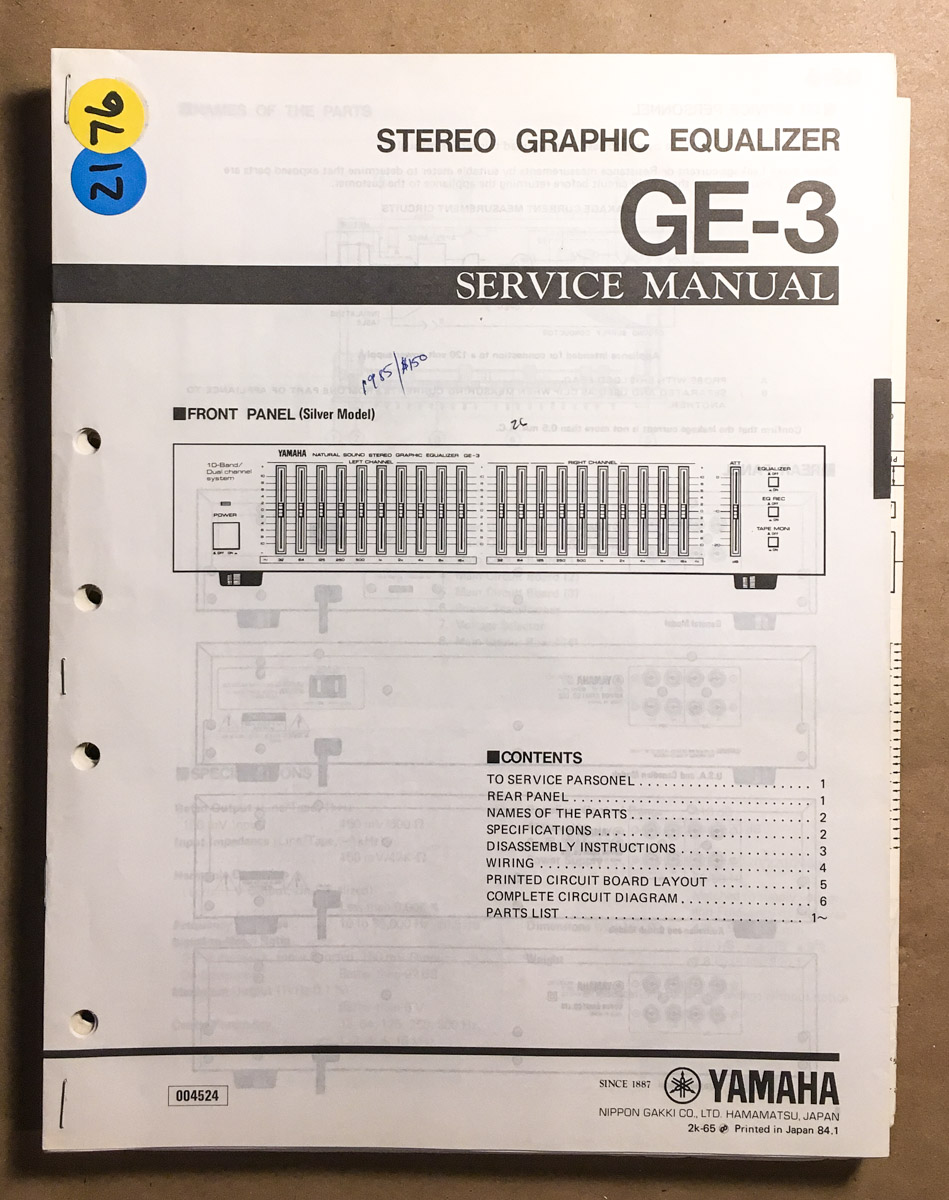 2176
STEREO GRAPHIC EQUALIZER
GE-3
SERVICE MANUAL
1985/$150
■FRONT PANEL (Silver Model)
YAMAHA NATURAL SOUND STEREO GRAPHIC EQUALIZER GE-3
LEFT CHANNEL RIGHT CHANNEL ATT
10-Band/
Dual channel
system
EQUALIZER
EQ REC
TAPE MONI
POWER
■CONTENTS
TO SERVICE PARSONEL . . . . . . . . . . . . . . . . . . . . . . 1
REAR PANEL . . . . . . . . . . . . . . . . . . . . . . . . . . . . . . 1
NAMES OF THE PARTS . . . . . . . . . . . . . . . . . . . . . . . 2
SPECIFICATIONS . . . . . . . . . . . . . . . . . . . . . . . . . . . 2
DISASSEMBLY INSTRUCTIONS . . . . . . . . . . . . . . . . . 3
WIRING . . . . . . . . . . . . . . . . . . . . . . . . . . . . . . . . . . 4
PRINTED CIRCUIT BOARD LAYOUT . . . . . . . . . . . . . 5
COMPLETE CIRCUIT DIAGRAM . . . . . . . . . . . . . . . . . 6
PARTS LIST . . . . . . . . . . . . . . . . . . . . . . . . . . . . . . 1~
004524
SINCE 1887 YAMAHA
NIPPON GAKKI CO., LTD. HAMAMATSU, JAPAN
2k-65 Printed in Japan 84.1